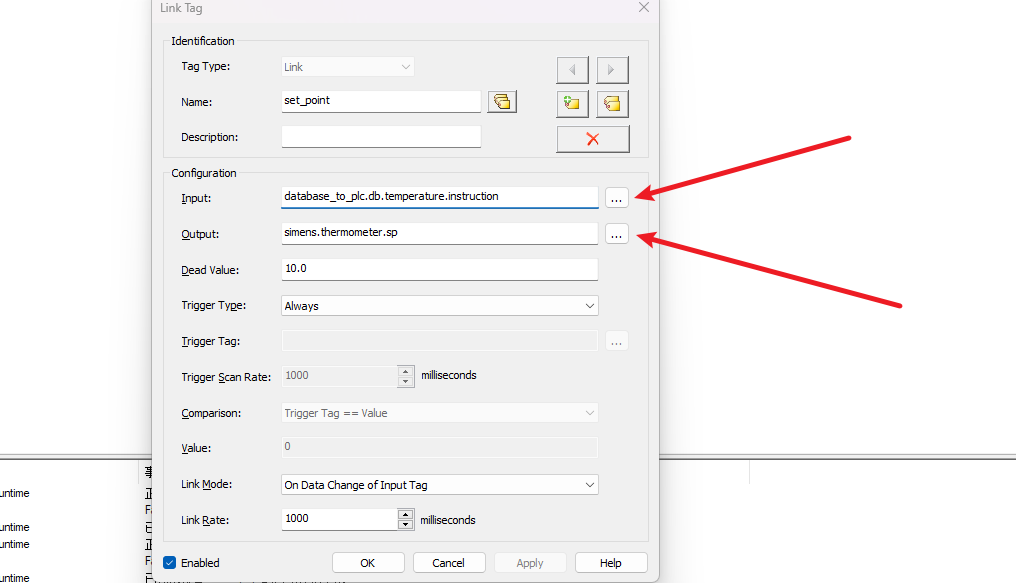 Link Tag
Identification
Tag Type: Link
Name: set_point
Description:
Configuration
Input: database_to_plc.db.temperature.instruction ...
Output: simens.thermometer.sp ...
Dead Value: 10.0
Trigger Type: Always
Trigger Tag: ...
Trigger Scan Rate: 1000 milliseconds
Comparison: Trigger Tag == Value
Value: 0
Link Mode: On Data Change of Input Tag
Link Rate: 1000 milliseconds
Enabled OK Cancel Apply Help
untime
untime
untime
untime